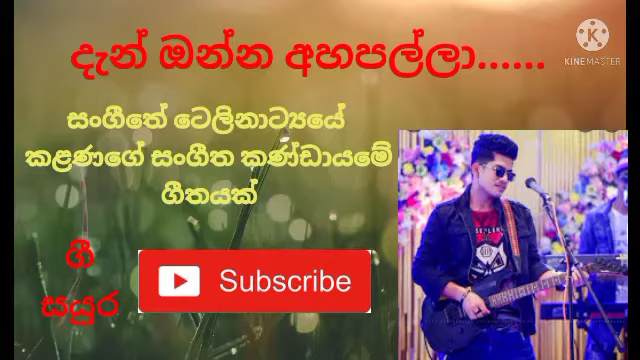 දැන් ඔන්න අහපල්ලා......
KINEMASTER
සංගීතේ ටෙලිනාට්‍යයේ
කළණගේ සංගීත කණ්ඩායමේ
ගීතයක්
ගී
සයුර
Subscribe